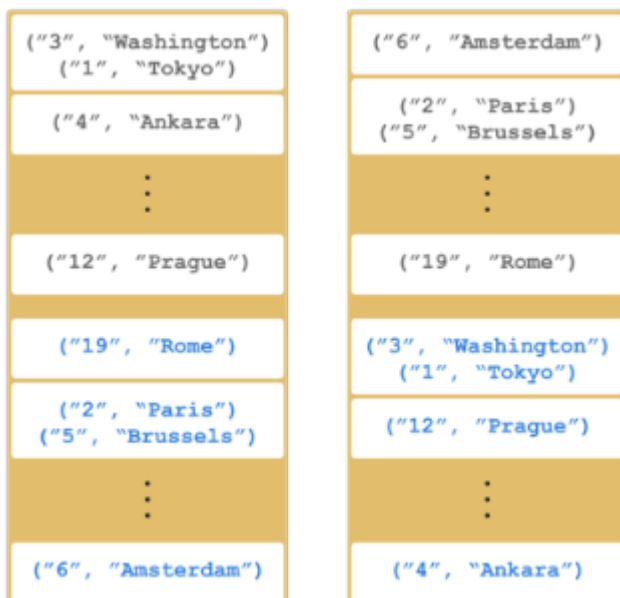 ("3", “Washington”)
("1", “Tokyo”)
("4", “Ankara”)
("12", "Prague”)
("19", "Rome”)
("2", “Paris”)
("5", “Brussels”)
("6", "Amsterdam”)
("6", "Amsterdam”)
("2", “Paris”)
("5", “Brussels”)
("19", "Rome”)
("3", “Washington”)
("1", “Tokyo”)
("12", "Prague”)
("4", “Ankara”)